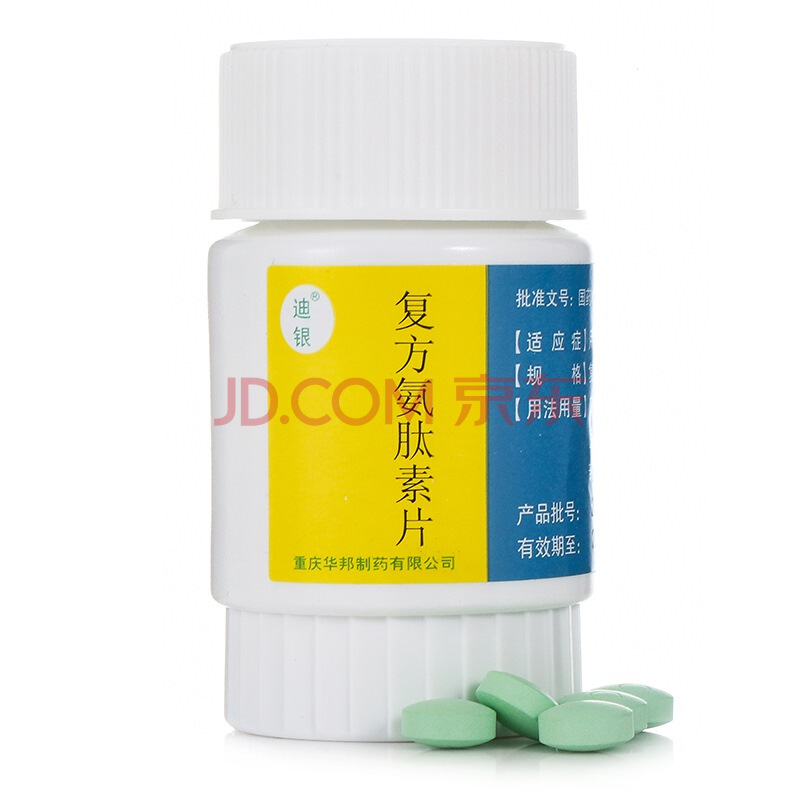 迪®
银
复方氨肽素片
重庆华邦制药有限公司
批准文号：国药
【适应症】
【规格】
【用法用量】
产品批号：
有效期至：
JD.COM 京东